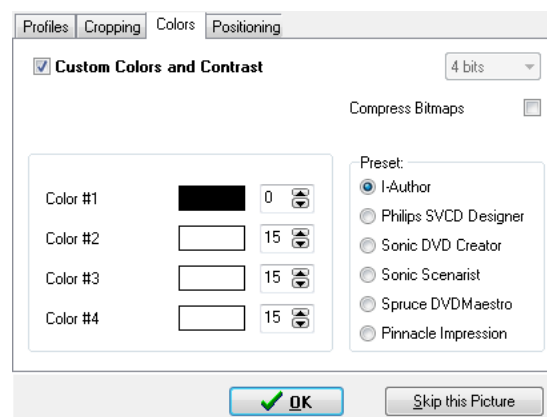 Profiles Cropping Colors Positioning
Custom Colors and Contrast 4 bits
Compress Bitmaps
Preset:
I-Author
Philips SVCD Designer
Sonic DVD Creator
Sonic Scenarist
Spruce DVDMaestro
Pinnacle Impression
Color #1 0
Color #2 15
Color #3 15
Color #4 15
OK Skip this Picture